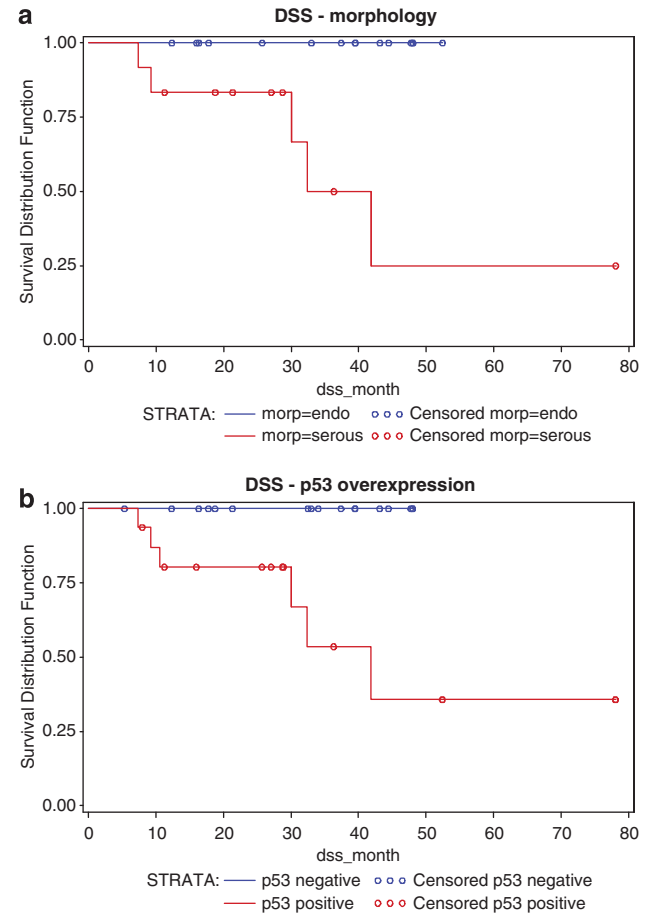 a
DSS - morphology
Survival Distribution Function
1.00
0.75
0.50
0.25
0.00
0 10 20 30 40 50 60 70 80
dss_month
STRATA: morp=endo Censored morp=endo
morp=serous Censored morp=serous
b
DSS - p53 overexpression
Survival Distribution Function
1.00
0.75
0.50
0.25
0.00
0 10 20 30 40 50 60 70 80
dss_month
STRATA: p53 negative Censored p53 negative
p53 positive Censored p53 positive